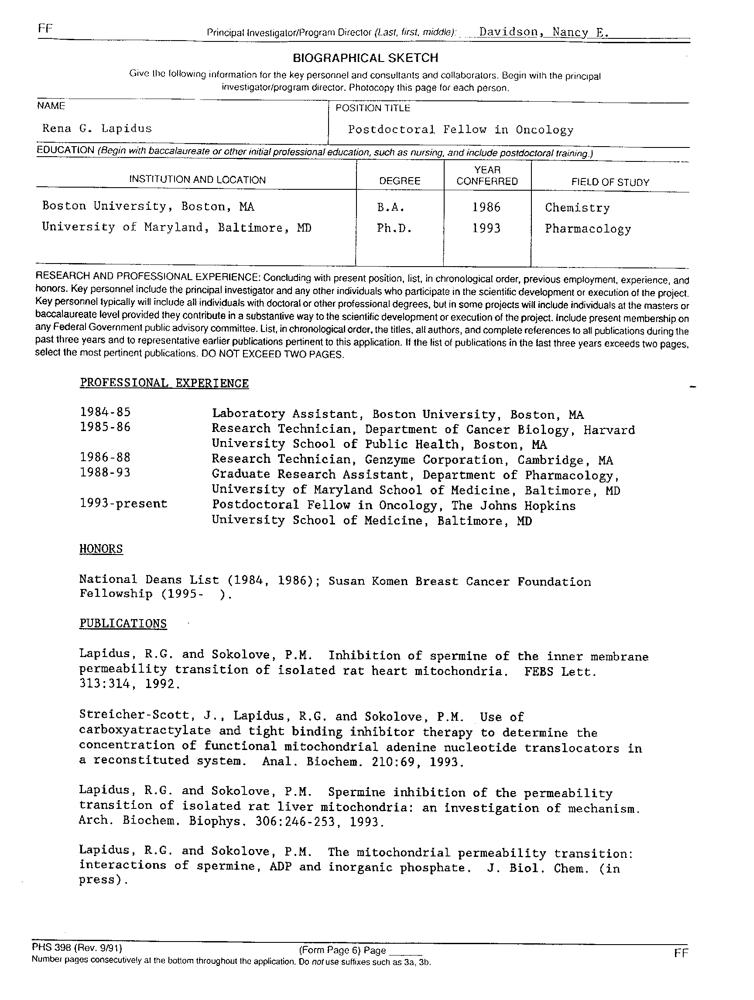 FF
Principal Investigator/Program Director (Last, first, middle): Davidson, Nancy E.
BIOGRAPHICAL SKETCH
Give the following information for the key personnel and consultants and collaborators. Begin with the principal
investigator/program director. Photocopy this page for each person.
NAME
POSITION TITLE
Rena G. Lapidus
Postdoctoral Fellow in Oncology
EDUCATION (Begin with baccalaureate or other initial professional education, such as nursing, and include postdoctoral training.)
INSTITUTION AND LOCATION DEGREE YEAR CONFERRED FIELD OF STUDY
Boston University, Boston, MA B.A. 1986 Chemistry
University of Maryland, Baltimore, MD Ph.D. 1993 Pharmacology
RESEARCH AND PROFESSIONAL EXPERIENCE: Concluding with present position, list, in chronological order, previous employment, experience, and
honors. Key personnel include the principal investigator and any other individuals who participate in the scientific development or execution of the project.
Key personnel typically will include all individuals with doctoral or other professional degrees, but in some projects will include individuals at the masters or
baccalaureate level provided they contribute in a substantive way to the scientific development or execution of the project. Include present membership on
any Federal Government public advisory committee. List, in chronological order, the titles, all authors, and complete references to all publications during the
past three years and to representative earlier publications pertinent to this application. If the list of publications in the last three years exceeds two pages,
select the most pertinent publications. DO NOT EXCEED TWO PAGES.
PROFESSIONAL EXPERIENCE
1984-85 Laboratory Assistant, Boston University, Boston, MA
1985-86 Research Technician, Department of Cancer Biology, Harvard
University School of Public Health, Boston, MA
1986-88 Research Technician, Genzyme Corporation, Cambridge, MA
1988-93 Graduate Research Assistant, Department of Pharmacology,
University of Maryland School of Medicine, Baltimore, MD
1993-present Postdoctoral Fellow in Oncology, The Johns Hopkins
University School of Medicine, Baltimore, MD
HONORS
National Deans List (1984, 1986); Susan Komen Breast Cancer Foundation
Fellowship (1995- ).
PUBLICATIONS
Lapidus, R.G. and Sokolove, P.M. Inhibition of spermine of the inner membrane
permeability transition of isolated rat heart mitochondria. FEBS Lett.
313:314, 1992.
Streicher-Scott, J., Lapidus, R.G. and Sokolove, P.M. Use of
carboxyatractylate and tight binding inhibitor therapy to determine the
concentration of functional mitochondrial adenine nucleotide translocators in
a reconstituted system. Anal. Biochem. 210:69, 1993.
Lapidus, R.G. and Sokolove, P.M. Spermine inhibition of the permeability
transition of isolated rat liver mitochondria: an investigation of mechanism.
Arch. Biochem. Biophys. 306:246-253, 1993.
Lapidus, R.G. and Sokolove, P.M. The mitochondrial permeability transition:
interactions of spermine, ADP and inorganic phosphate. J. Biol. Chem. (in
press).
PHS 398 (Rev. 9/91) (Form Page 6) Page ______ FF
Number pages consecutively at the bottom throughout the application. Do not use suffixes such as 3a, 3b.